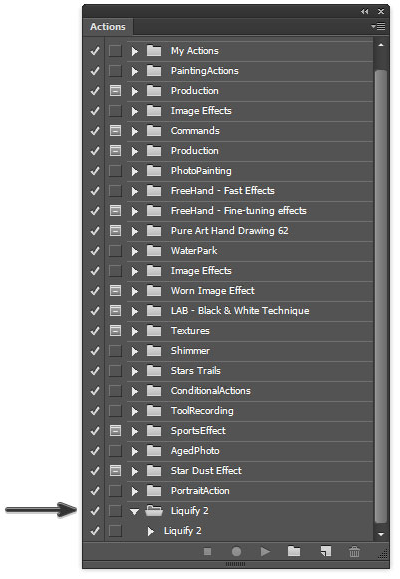 Actions
My Actions
PaintingActions
Production
Image Effects
Commands
Production
PhotoPainting
FreeHand - Fast Effects
FreeHand - Fine-tuning effects
Pure Art Hand Drawing 62
WaterPark
Image Effects
Worn Image Effect
LAB - Black & White Technique
Textures
Shimmer
Stars Trails
ConditionalActions
ToolRecording
SportsEffect
AgedPhoto
Star Dust Effect
PortraitAction
Liquify 2
Liquify 2